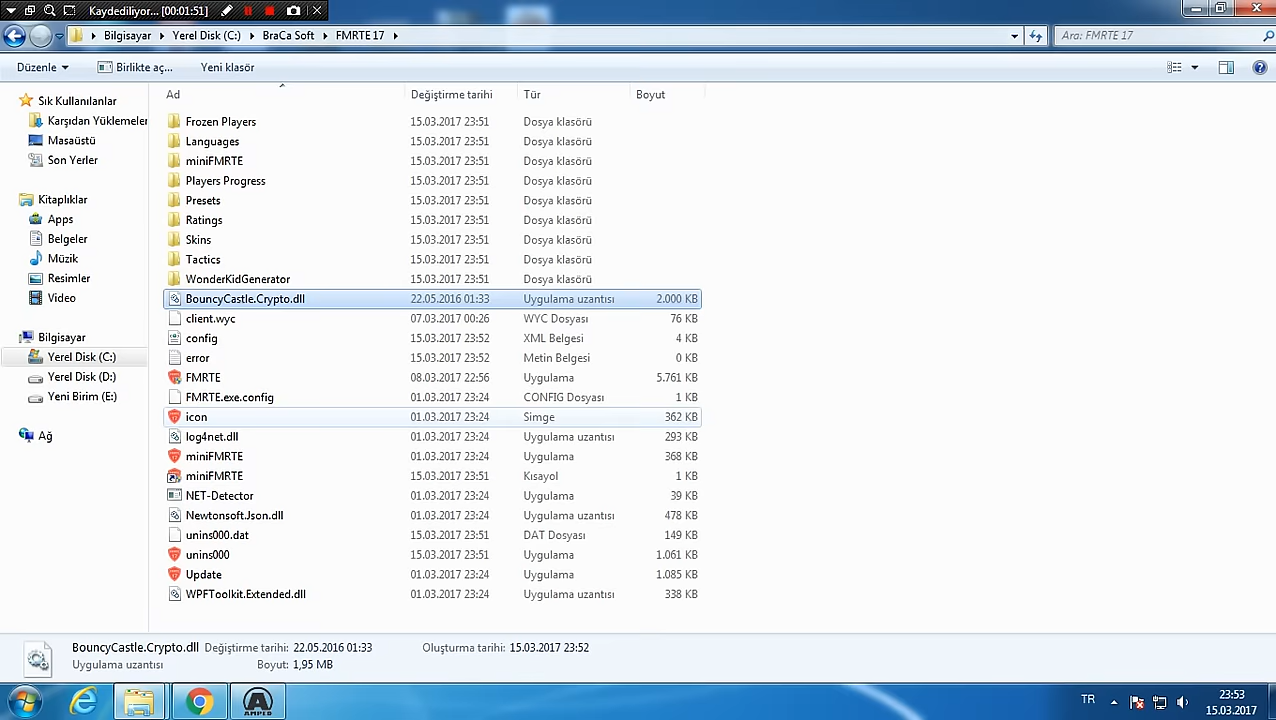 Kaydediliyor... [00:01:51]
Bilgisayar Yerel Disk (C:) BraCa Soft FMRTE 17 Ara: FMRTE 17
Düzenle Birlikte aç... Yeni klasör
Ad Değiştirme tarihi Tür Boyut
Sık Kullanılanlar
Karşıdan Yüklemeler
Masaüstü
Son Yerler
Kitaplıklar
Apps
Belgeler
Müzik
Resimler
Video
Bilgisayar
Yerel Disk (C:)
Yerel Disk (D:)
Yeni Birim (E:)
Ağ
Frozen Players 15.03.2017 23:51 Dosya klasörü
Languages 15.03.2017 23:51 Dosya klasörü
miniFMRTE 15.03.2017 23:51 Dosya klasörü
Players Progress 15.03.2017 23:51 Dosya klasörü
Presets 15.03.2017 23:51 Dosya klasörü
Ratings 15.03.2017 23:51 Dosya klasörü
Skins 15.03.2017 23:51 Dosya klasörü
Tactics 15.03.2017 23:51 Dosya klasörü
WonderKidGenerator 15.03.2017 23:51 Dosya klasörü
BouncyCastle.Crypto.dll 22.05.2016 01:33 Uygulama uzantısı 2.000 KB
client.wyc 07.03.2017 00:26 WYC Dosyası 76 KB
config 15.03.2017 23:52 XML Belgesi 4 KB
error 15.03.2017 23:52 Metin Belgesi 0 KB
FMRTE 08.03.2017 22:56 Uygulama 5.761 KB
FMRTE.exe.config 01.03.2017 23:24 CONFIG Dosyası 1 KB
icon 01.03.2017 23:24 Simge 362 KB
log4net.dll 01.03.2017 23:24 Uygulama uzantısı 293 KB
miniFMRTE 01.03.2017 23:24 Uygulama 368 KB
miniFMRTE 15.03.2017 23:51 Kısayol 1 KB
NET-Detector 01.03.2017 23:24 Uygulama 39 KB
Newtonsoft.Json.dll 01.03.2017 23:24 Uygulama uzantısı 478 KB
unins000.dat 15.03.2017 23:51 DAT Dosyası 149 KB
unins000 15.03.2017 23:51 Uygulama 1.061 KB
Update 01.03.2017 23:24 Uygulama 1.085 KB
WPFToolkit.Extended.dll 01.03.2017 23:24 Uygulama uzantısı 338 KB
BouncyCastle.Crypto.dll Değiştirme tarihi: 22.05.2016 01:33 Oluşturma tarihi: 15.03.2017 23:52
Uygulama uzantısı Boyut: 1,95 MB
AMPED
TR
23:53
15.03.2017